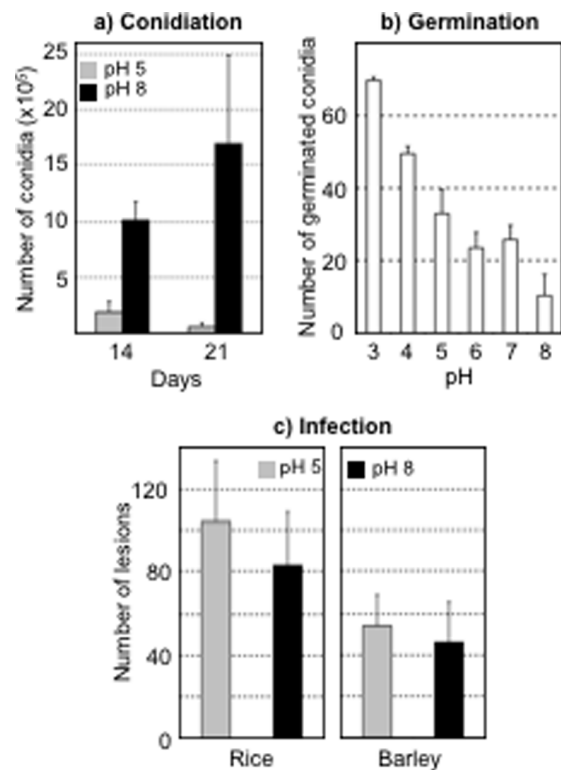 a) Conidiation
Number of conidia (x10⁵)
25
20
15
10
5
pH 5
pH 8
14 21
Days
b) Germination
Number of germinated conidia
60
40
20
0
3 4 5 6 7 8
pH
c) Infection
Number of lesions
120
80
40
0
pH 5
pH 8
Rice
Barley